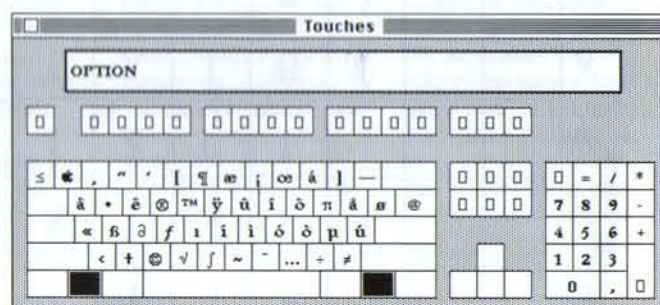 Touches
OPTION
= / *
≤ , ” ‘ [ ¶ æ ¡ œ á ] —
7 8 9 -
â • ê ® ™ ÿ û î ô π å ø @
4 5 6 +
« ß ∂ ƒ ı í ì ó ò µ ú
1 2 3
‹ † © √ ∫ ~ … ÷ ≠
0 ,